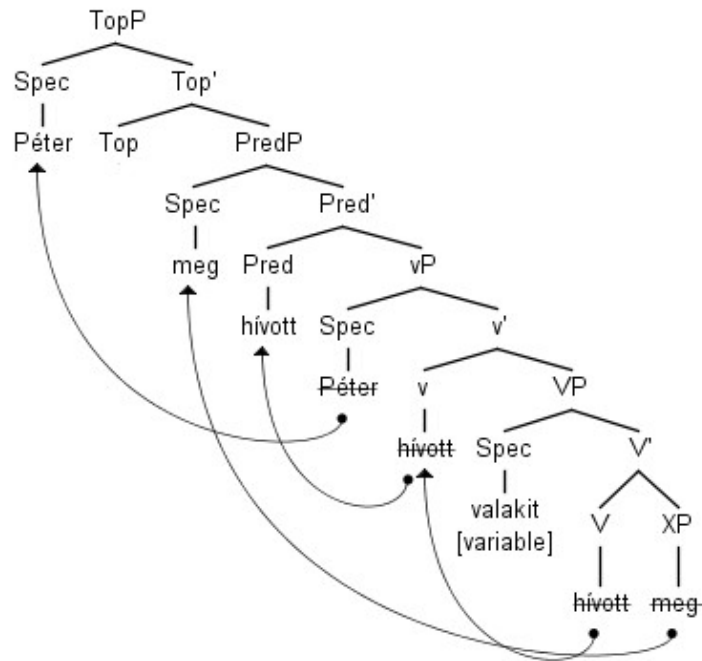 TopP
Spec Top'
Péter Top PredP
Spec Pred'
meg Pred vP
hívott Spec v'
Péter v VP
hívott Spec V'
valakit V XP
[variable]
hívott meg